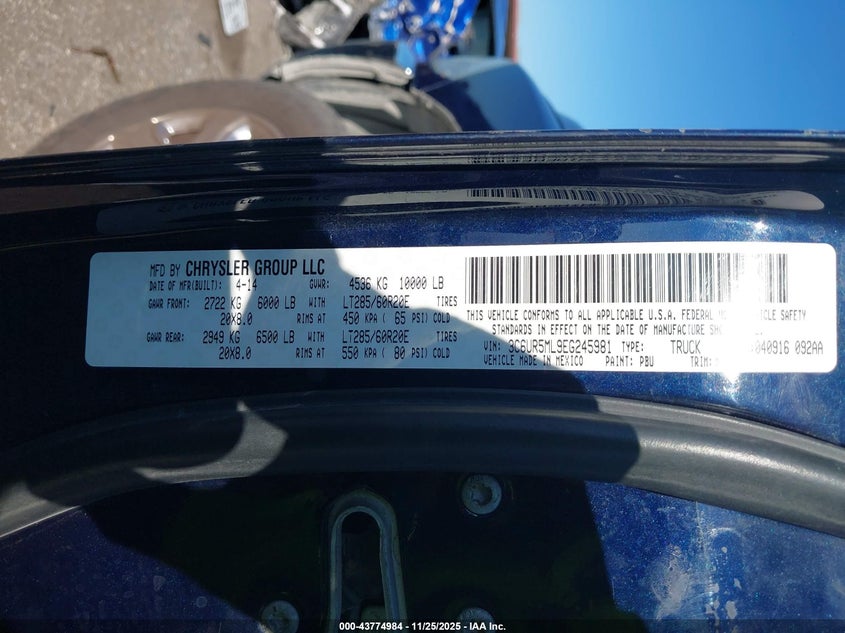 MFD BY CHRYSLER GROUP LLC
DATE OF MFR(BUILT): 4-14 GVWR: 4536 KG 10000 LB
GAWR FRONT: 2722 KG 6000 LB WITH LT285/60R20E TIRES
20X8.0 RIMS AT 450 KPA ( 65 PSI) COLD
GAWR REAR: 2949 KG 6500 LB WITH LT285/60R20E TIRES
20X8.0 RIMS AT 550 KPA ( 80 PSI) COLD
THIS VEHICLE CONFORMS TO ALL APPLICABLE U.S.A. FEDERAL VEHICLE SAFETY
STANDARDS IN EFFECT ON THE DATE OF MANUFACTURE
VIN: 3C6UR5ML9EG245981 TYPE: TRUCK 040916 092AA
VEHICLE MADE IN MEXICO PAINT: PBU TRIM:
000-43774984 - 11/25/2025 - IAA Inc.